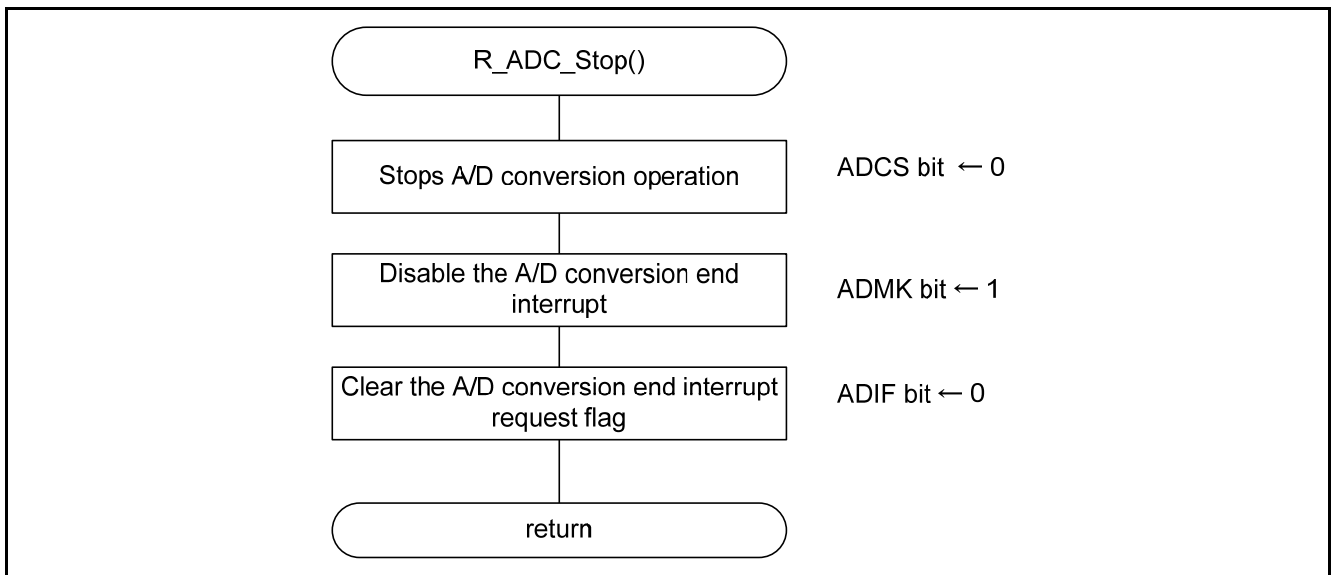 R_ADC_Stop()
Stops A/D conversion operation
ADCS bit ← 0
Disable the A/D conversion end
interrupt
ADMK bit ← 1
Clear the A/D conversion end interrupt
request flag
ADIF bit ← 0
return